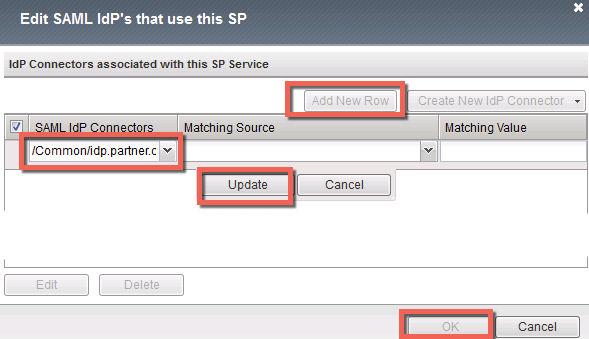 Edit SAML IdP's that use this SP
IdP Connectors associated with this SP Service
Add New Row Create New IdP Connector
SAML IdP Connectors Matching Source Matching Value
/Common/idp.partner.c
Update Cancel
Edit Delete
OK Cancel